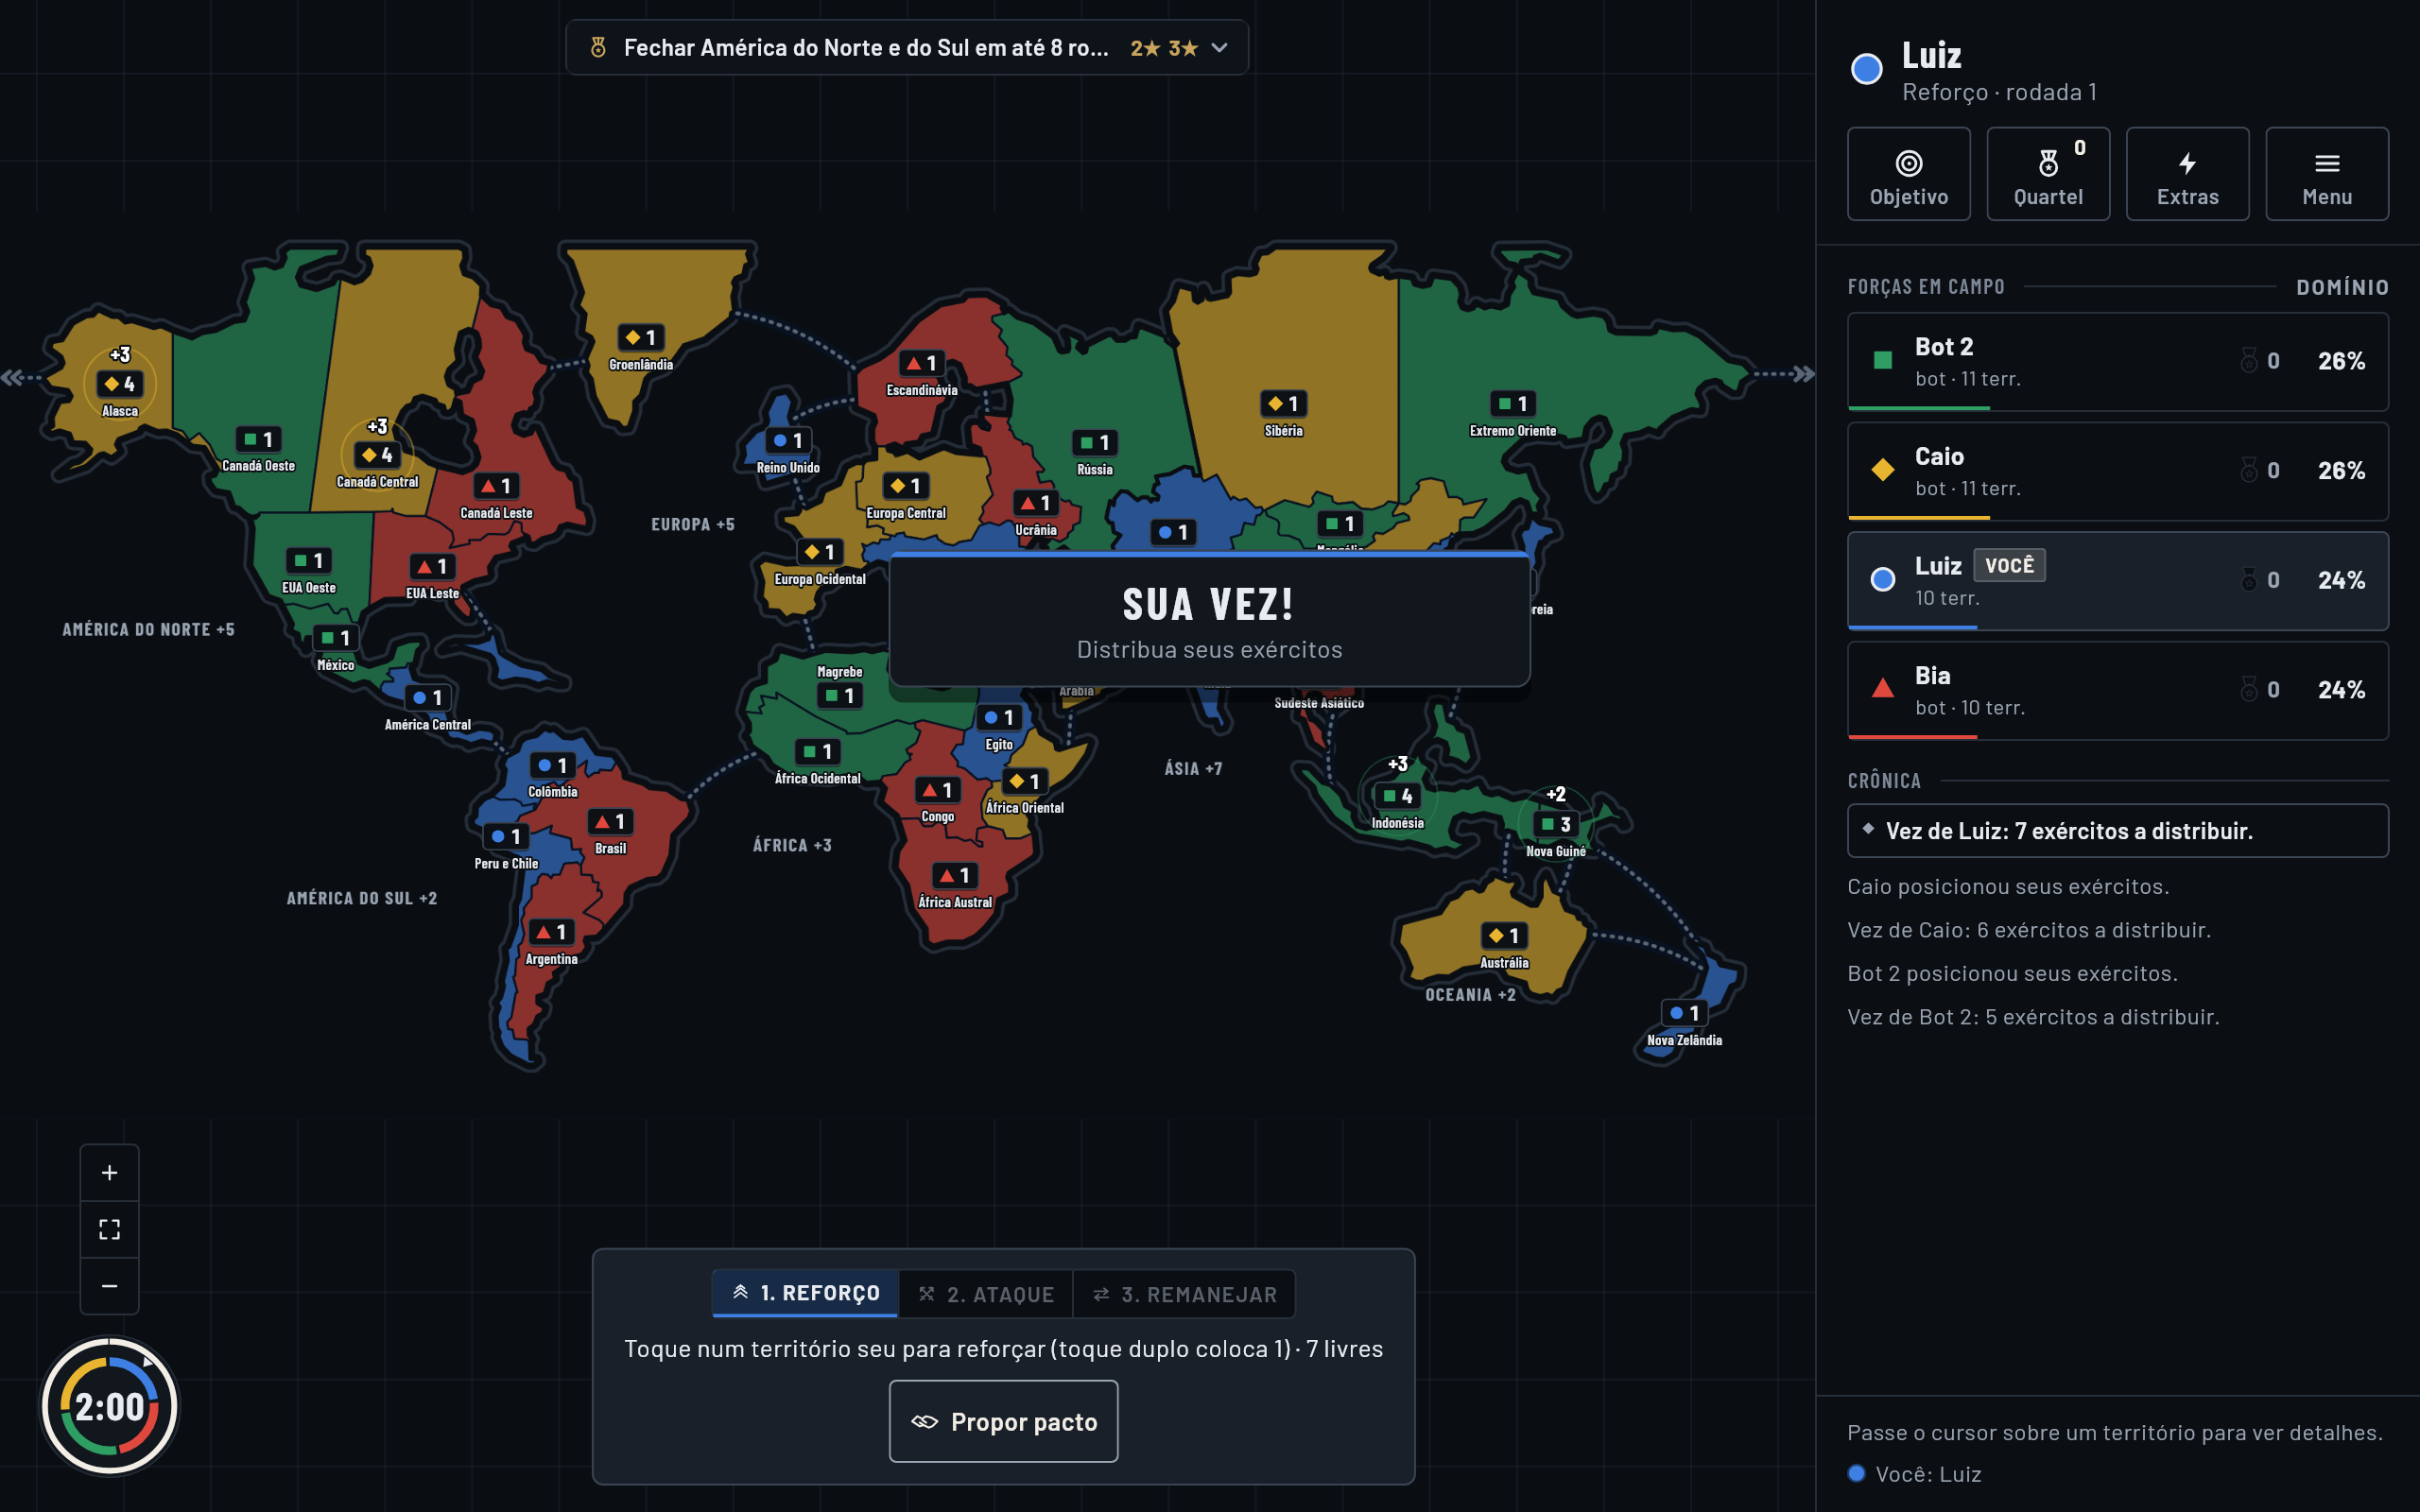 Fechar América do Norte e do Sul em até 8 ro... 2★ 3★
Luiz
Reforço · rodada 1
Objetivo
0
Quartel
Extras
Menu
FORÇAS EM CAMPO
DOMÍNIO
Bot 2
bot · 11 terr.
0
26%
Caio
bot · 11 terr.
0
26%
Luiz VOCÊ
10 terr.
0
24%
Bia
bot · 10 terr.
0
24%
CRÔNICA
Vez de Luiz: 7 exércitos a distribuir.
Caio posicionou seus exércitos.
Vez de Caio: 6 exércitos a distribuir.
Bot 2 posicionou seus exércitos.
Vez de Bot 2: 5 exércitos a distribuir.
Passe o cursor sobre um território para ver detalhes.
Você: Luiz
+3
4
Alasca
1
Canadá Oeste
+3
4
Canadá Central
1
Canadá Leste
1
Groenlândia
1
EUA Oeste
1
EUA Leste
1
México
1
América Central
AMÉRICA DO NORTE +5
1
Colômbia
1
Peru e Chile
1
Brasil
1
Argentina
AMÉRICA DO SUL +2
1
Escandinávia
1
Reino Unido
1
Europa Central
1
Europa Ocidental
1
Ucrânia
1
Rússia
EUROPA +5
1
Sibéria
1
Extremo Oriente
1
1
Arábia
Sudeste Asiático
ÁSIA +7
Magrebe
1
1
África Ocidental
1
Egito
1
África Oriental
1
Congo
1
África Austral
ÁFRICA +3
+3
4
Indonésia
+2
3
Nova Guiné
1
Austrália
OCEANIA +2
1
Nova Zelândia
SUA VEZ!
Distribua seus exércitos
+
−
2:00
1. REFORÇO
2. ATAQUE
3. REMANEJAR
Toque num território seu para reforçar (toque duplo coloca 1) · 7 livres
Propor pacto